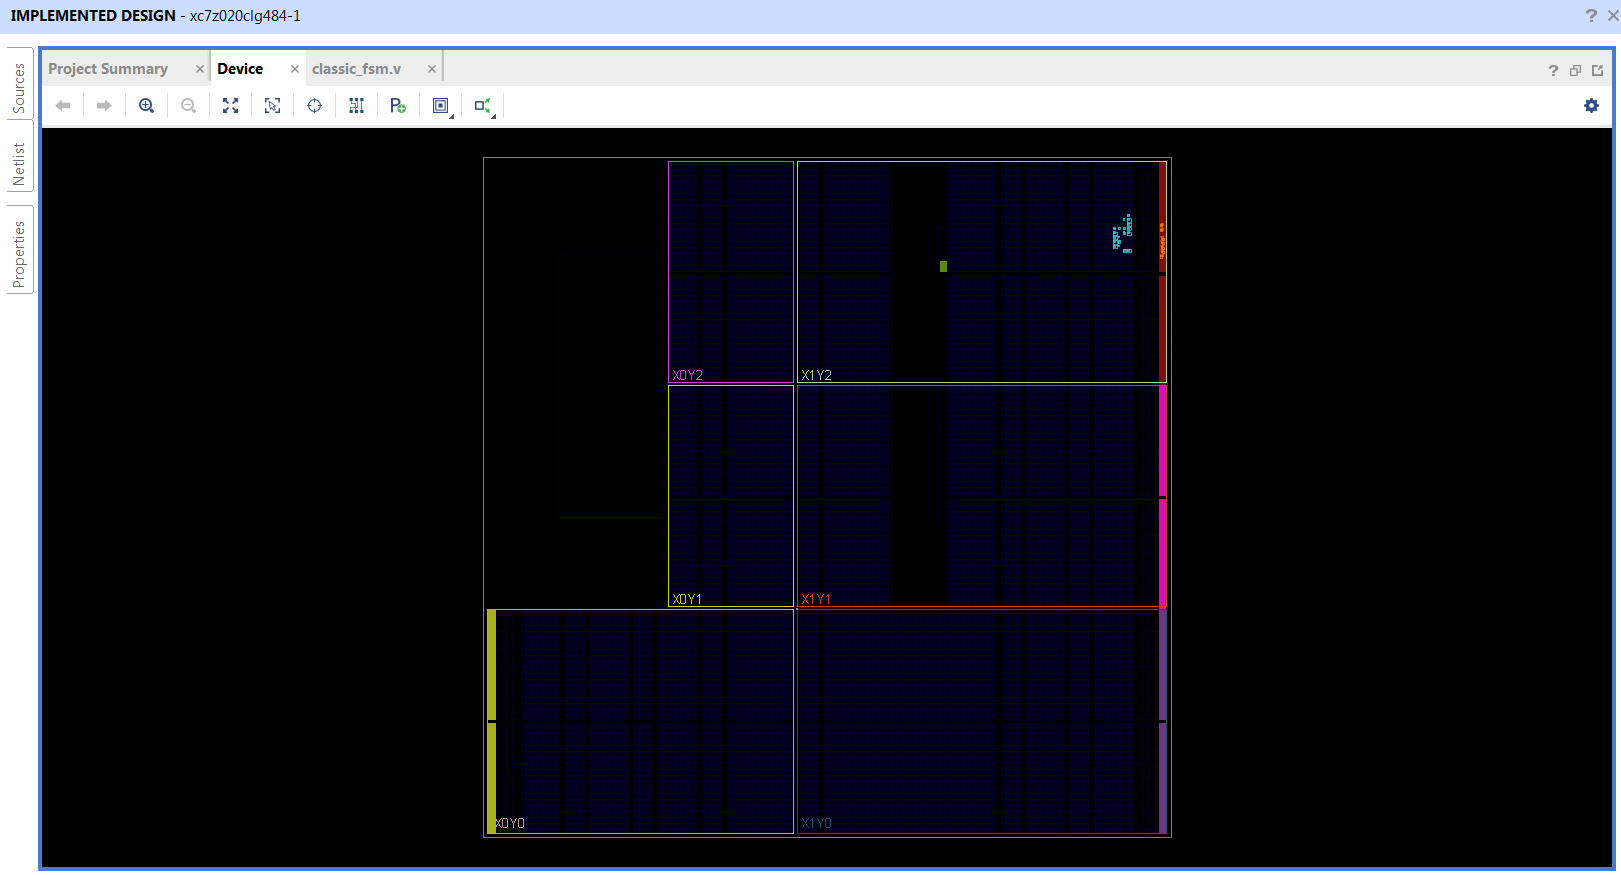 IMPLEMENTED DESIGN - xc7z020clg484-1
Sources
Netlist
Properties
Project Summary
Device
classic_fsm.v
X0Y2
X1Y2
X0Y1
X1Y1
X0Y0
X1Y0